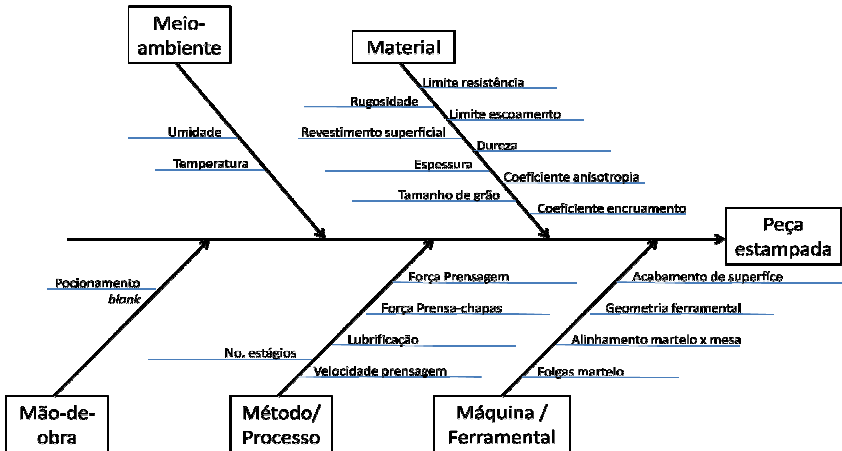 Meio-
ambiente
Material
Limite resistência
Rugosidade
Limite escoamento
Umidade
Revestimento superficial
Dureza
Temperatura
Espessura
Coeficiente anisotropia
Tamanho de grão
Coeficiente encruamento
Peça
estampada
Pocionamento
blank
Força Prensagem
Acabamento de superfíce
Força Prensa-chapas
Geometria ferramental
Lubrificação
Alinhamento martelo x mesa
No. estágios
Velocidade prensagem
Folgas martelo
Mão-de-
obra
Método/
Processo
Máquina /
Ferramental